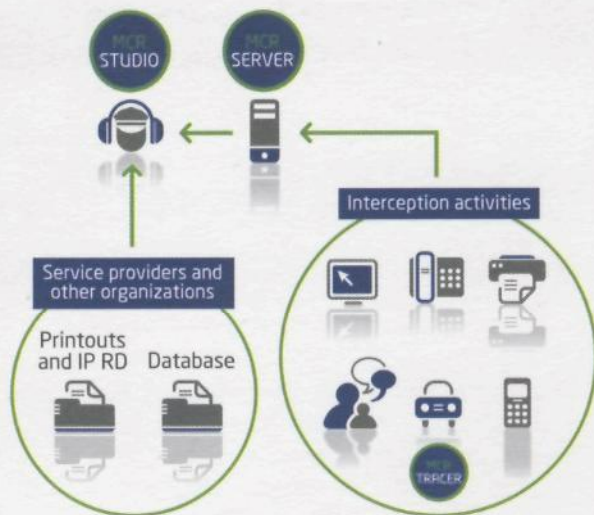 MCR
STUDIO
MCR
SERVER
Interception activities
Service providers and
other organizations
Printouts
and IP RD
Database
MCR
TRACER